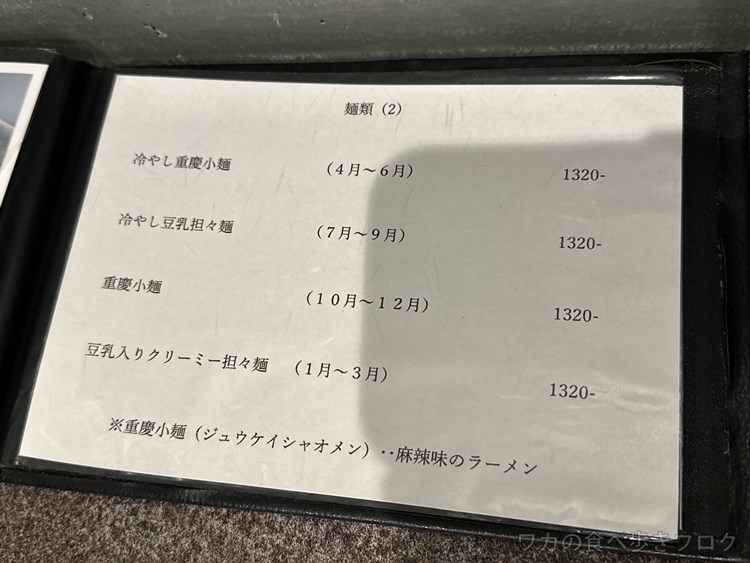 麺類（2）
冷やし重慶小麺 （4月〜6月） 1320-
冷やし豆乳担々麺 （7月〜9月） 1320-
重慶小麺 （１０月〜１２月） 1320-
豆乳入りクリーミー担々麺 （1月〜3月） 1320-
※重慶小麺（ジュウケイシャオメン）‥麻辣味のラーメン
ワカの食べ歩きブログ